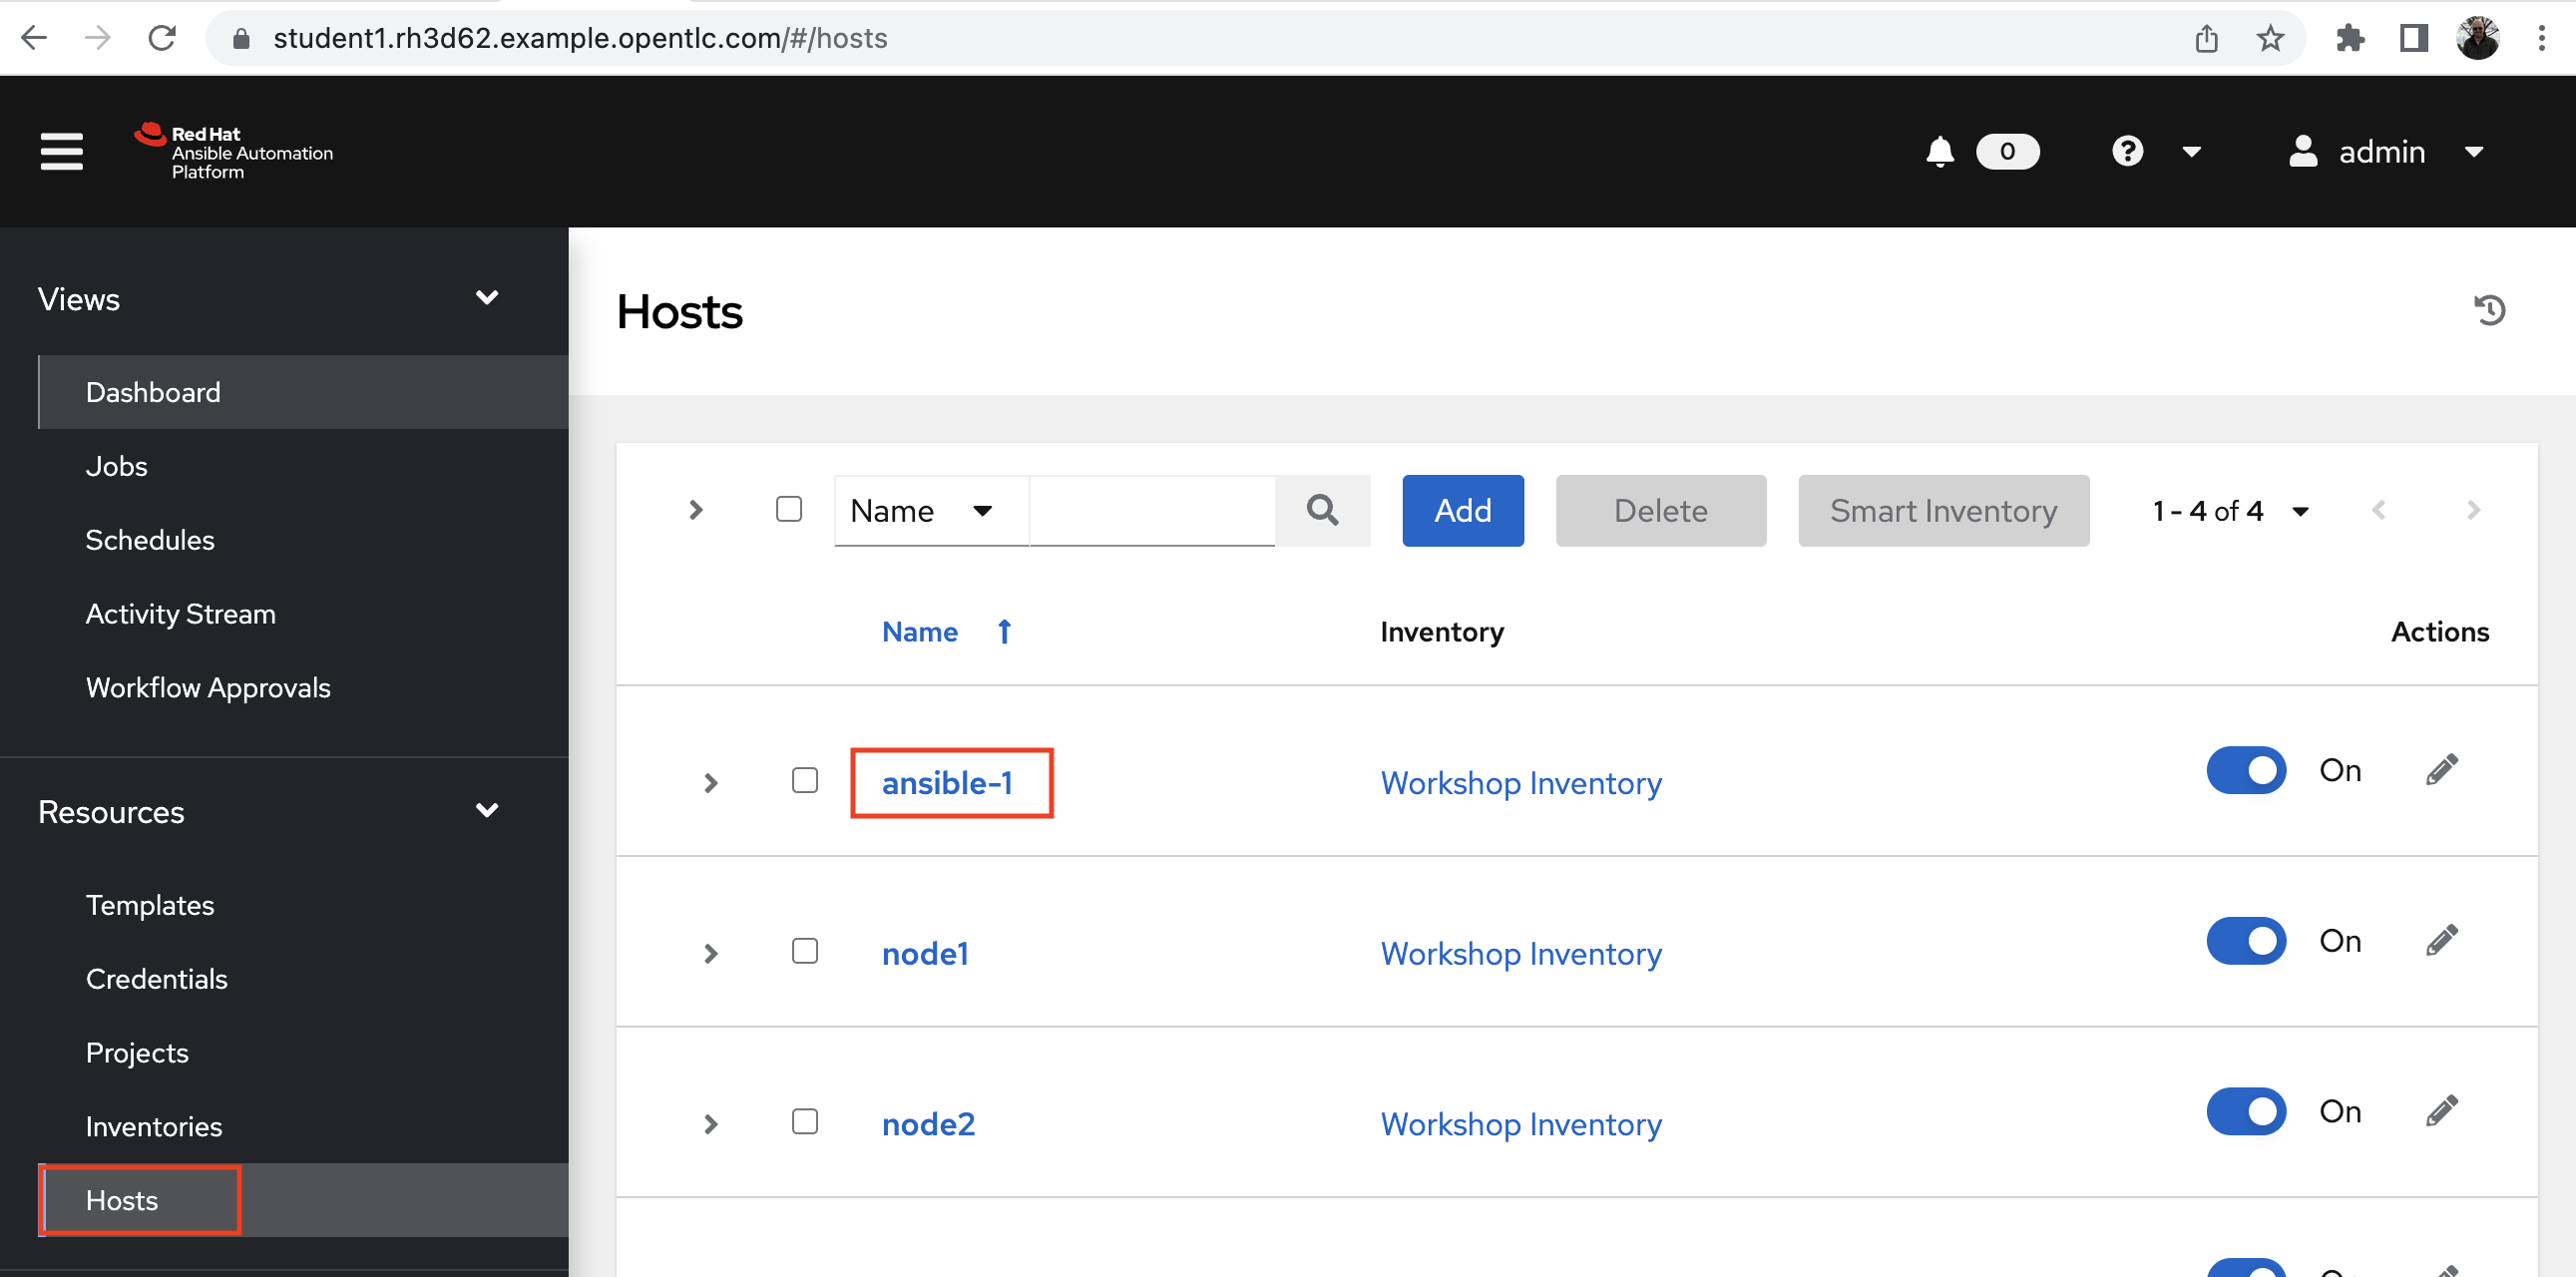 student1.rh3d62.example.opentlc.com/#/hosts
Red Hat
Ansible Automation
Platform
0
?
admin
Views
Dashboard
Jobs
Schedules
Activity Stream
Workflow Approvals
Resources
Templates
Credentials
Projects
Inventories
Hosts
Hosts
Name Add Delete Smart Inventory 1 - 4 of 4
Name Inventory Actions
ansible-1 Workshop Inventory On
node1 Workshop Inventory On
node2 Workshop Inventory On